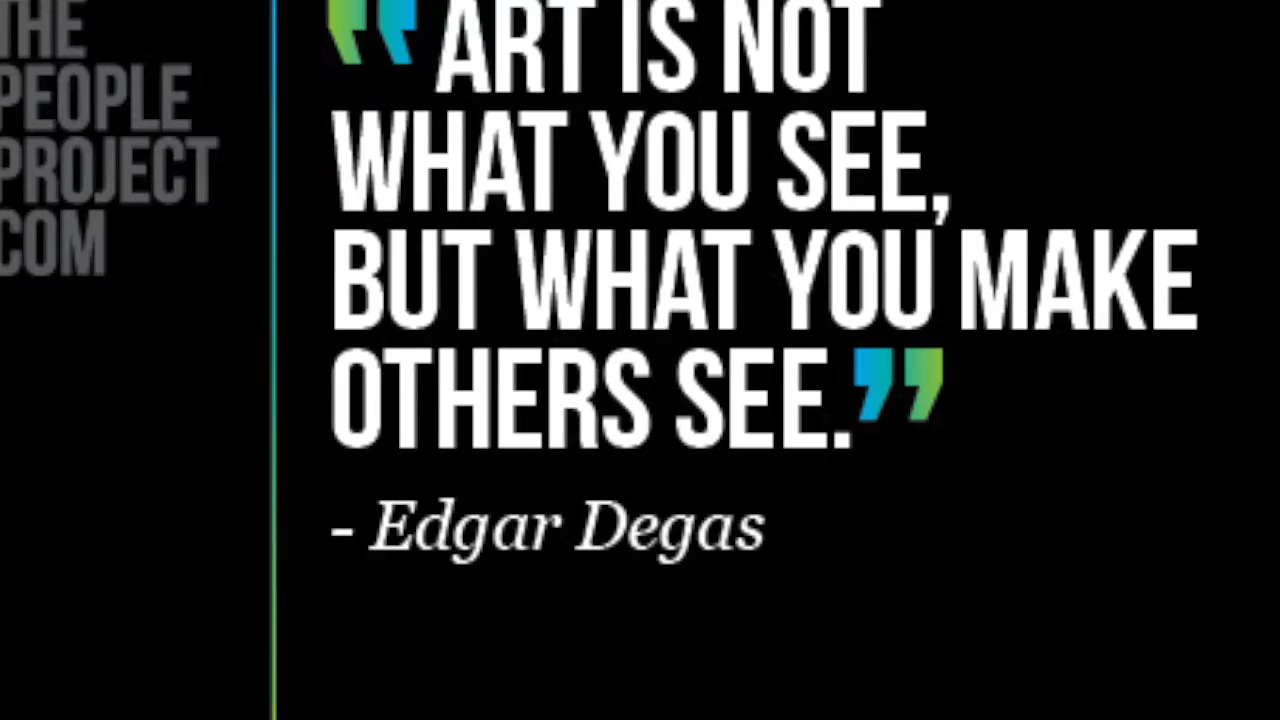 THE
PEOPLE
PROJECT
COM
“ART IS NOT
WHAT YOU SEE,
BUT WHAT YOU MAKE
OTHERS SEE.”
- Edgar Degas